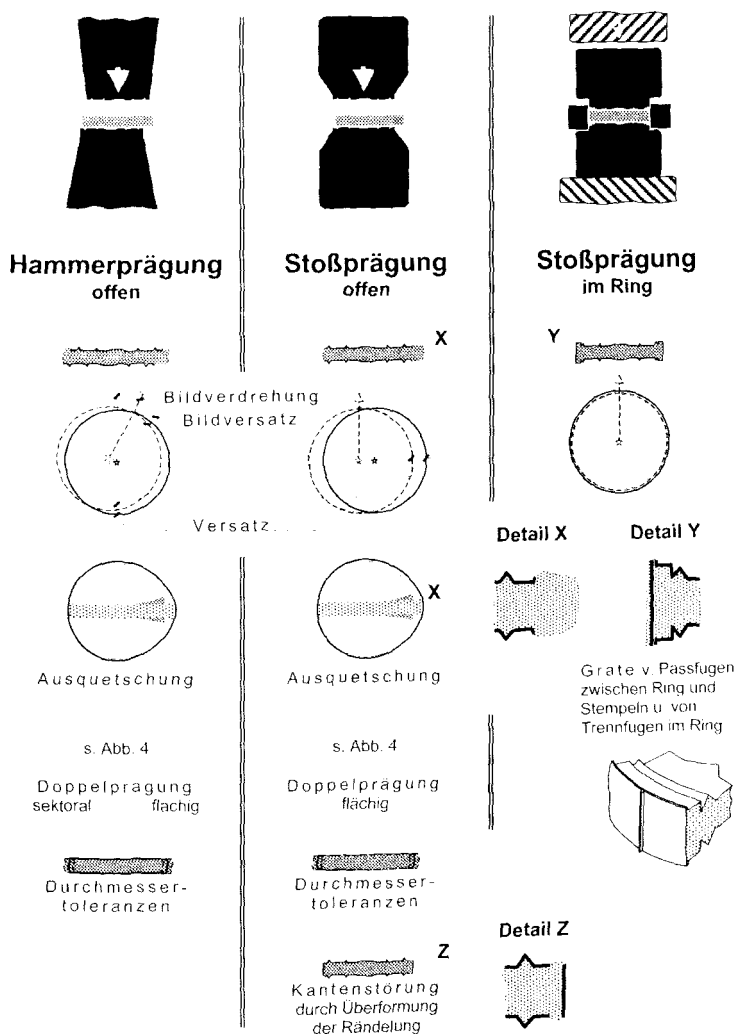 Hammerprägung
offen
Stoßprägung
offen
Stoßprägung
im Ring
X
Y
Bildverdrehung
Bildversatz
Versatz
Detail X
Detail Y
X
Ausquetschung
Ausquetschung
Grate v. Passfugen
zwischen Ring und
Stempeln u. von
Trennfugen im Ring
s. Abb. 4
s. Abb. 4
Doppelpragung
sektoral flachig
Doppelprägung
flächig
Durchmesser-
toleranzen
Durchmesser-
toleranzen
Detail Z
Z
Kantenstörung
durch Überformung
der Rändelung